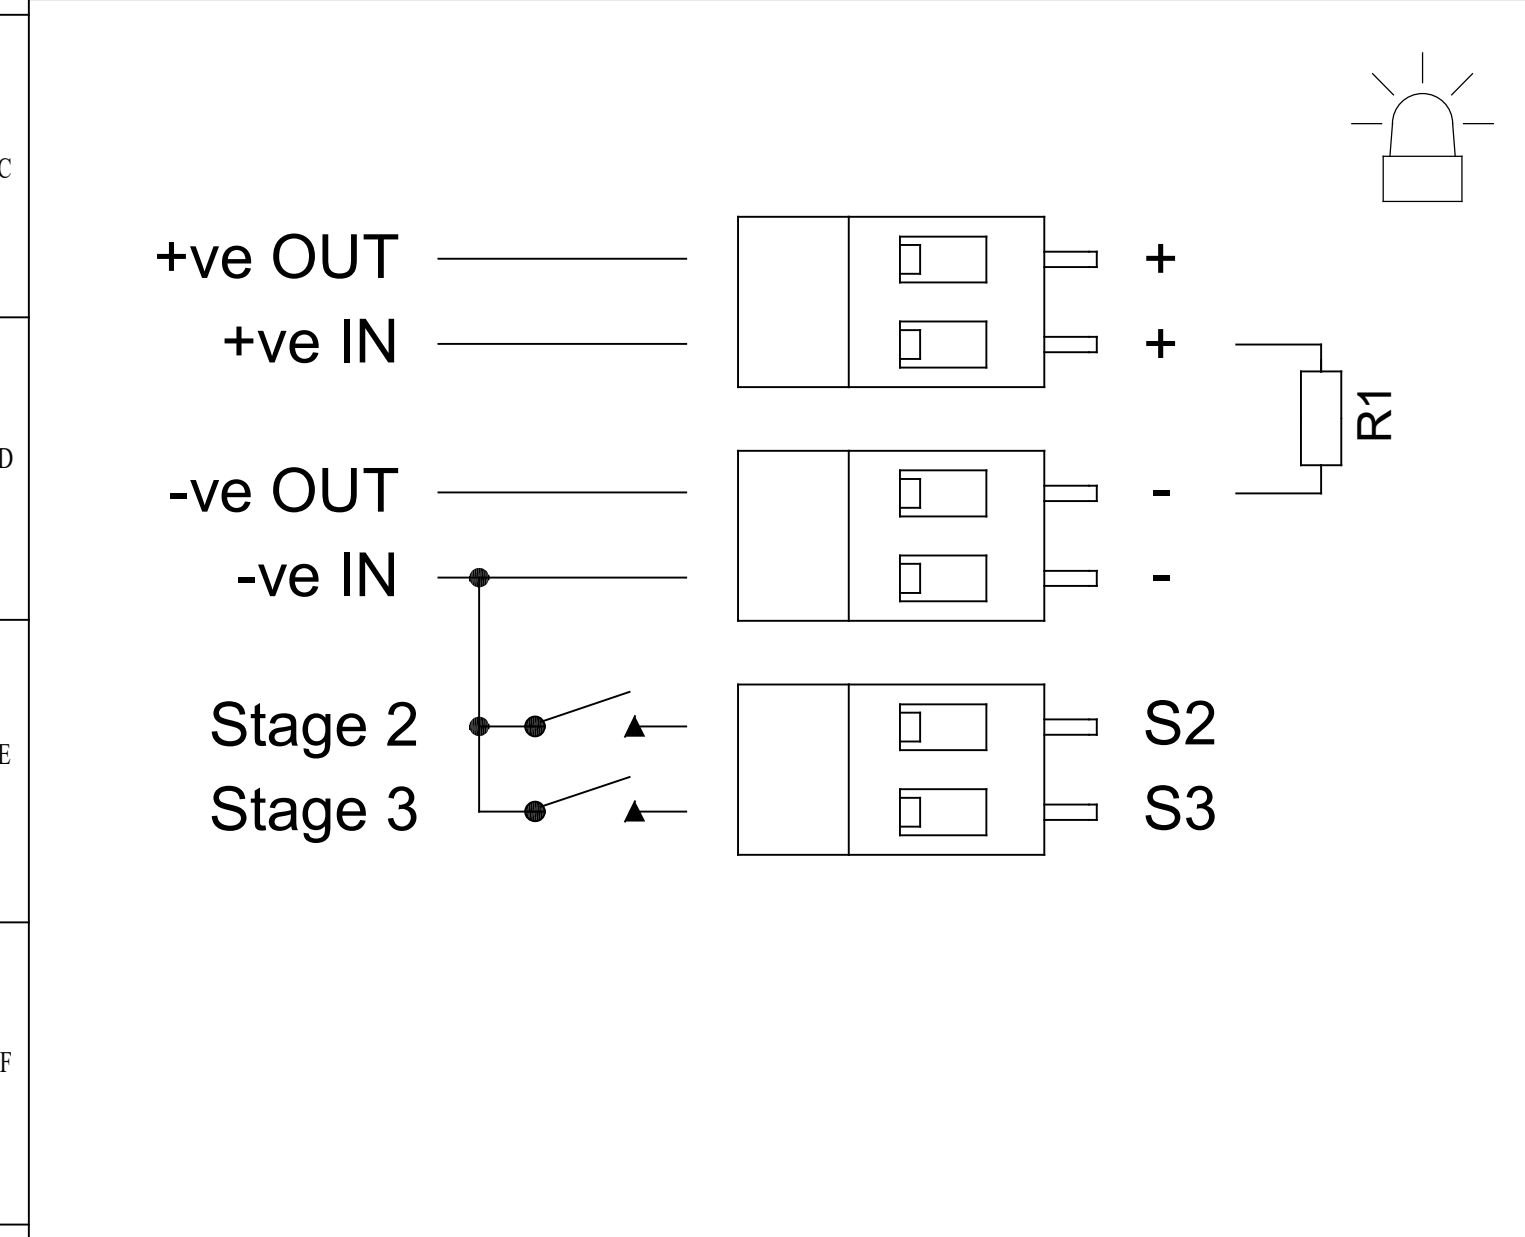 C
+ve OUT +
+ve IN +
R1
D
-ve OUT -
-ve IN -
Stage 2 S2
E
Stage 3 S3
F